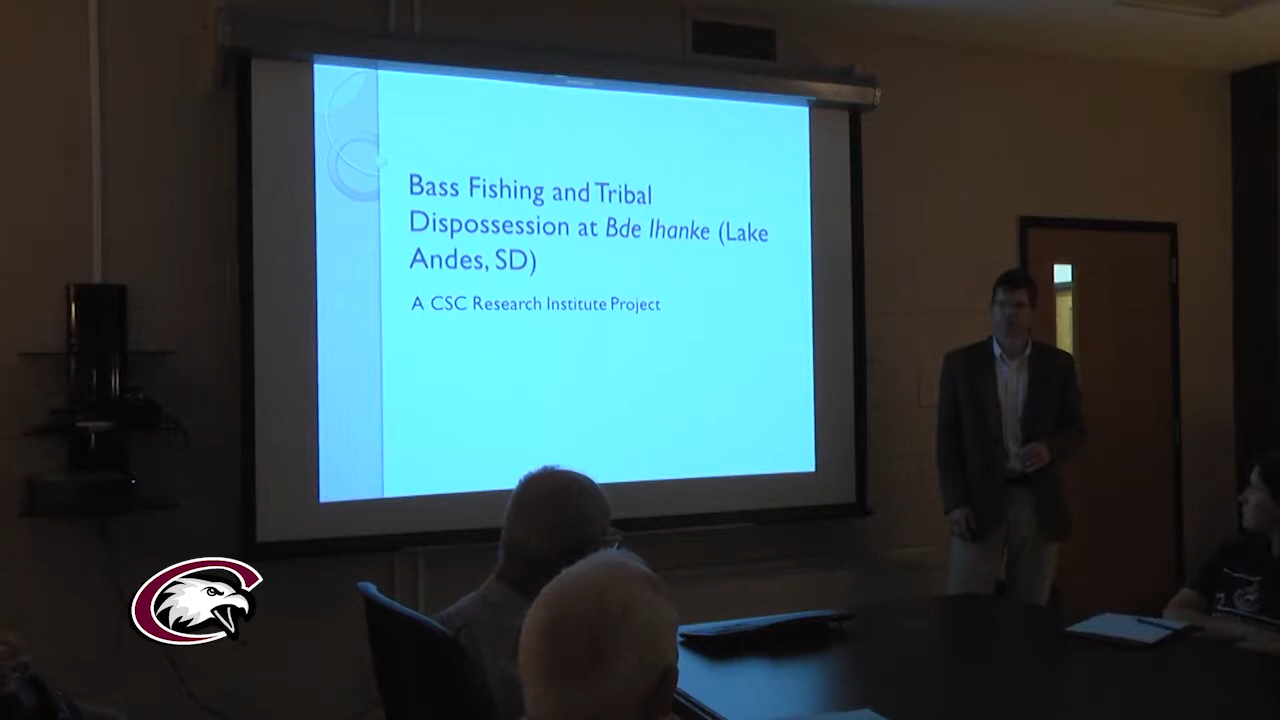 Bass Fishing and Tribal
Dispossession at Bde Ihanke (Lake
Andes, SD)
A CSC Research Institute Project
C